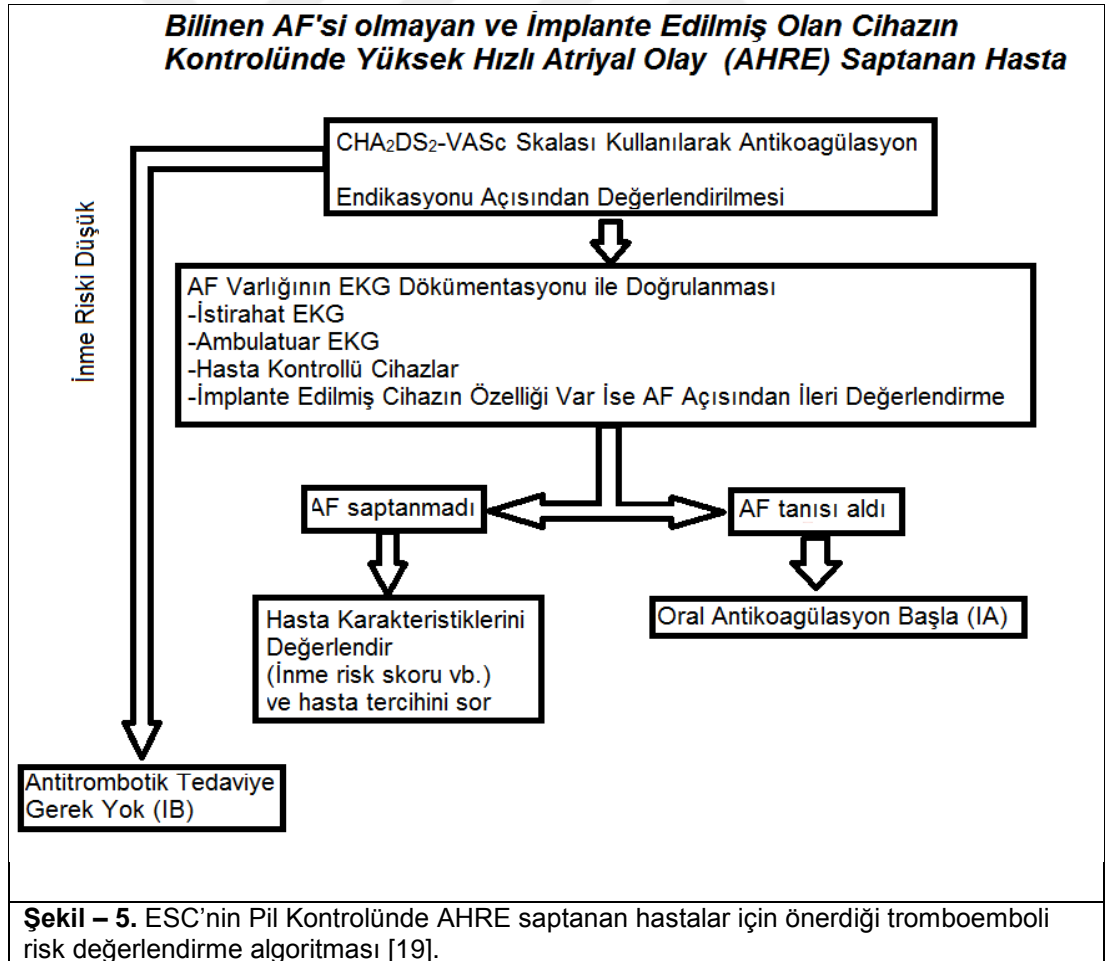 Bilinen AF'si olmayan ve İmplante Edilmiş Olan Cihazın
Kontrolünde Yüksek Hızlı Atriyal Olay (AHRE) Saptanan Hasta
CHA₂DS₂-VASc Skalası Kullanılarak Antikoagülasyon
Endikasyonu Açısından Değerlendirilmesi
İnme Riski Düşük
AF Varlığının EKG Dökümentasyonu ile Doğrulanması
-İstirahat EKG
-Ambulatuar EKG
-Hasta Kontrollü Cihazlar
-İmplante Edilmiş Cihazın Özelliği Var İse AF Açısından İleri Değerlendirme
AF saptanmadı
AF tanısı aldı
Hasta Karakteristiklerini
Değerlendir
(İnme risk skoru vb.)
ve hasta tercihini sor
Oral Antikoagülasyon Başla (IA)
Antitrombotik Tedaviye
Gerek Yok (IB)
Şekil – 5. ESC’nin Pil Kontrolünde AHRE saptanan hastalar için önerdiği tromboemboli
risk değerlendirme algoritması [19].